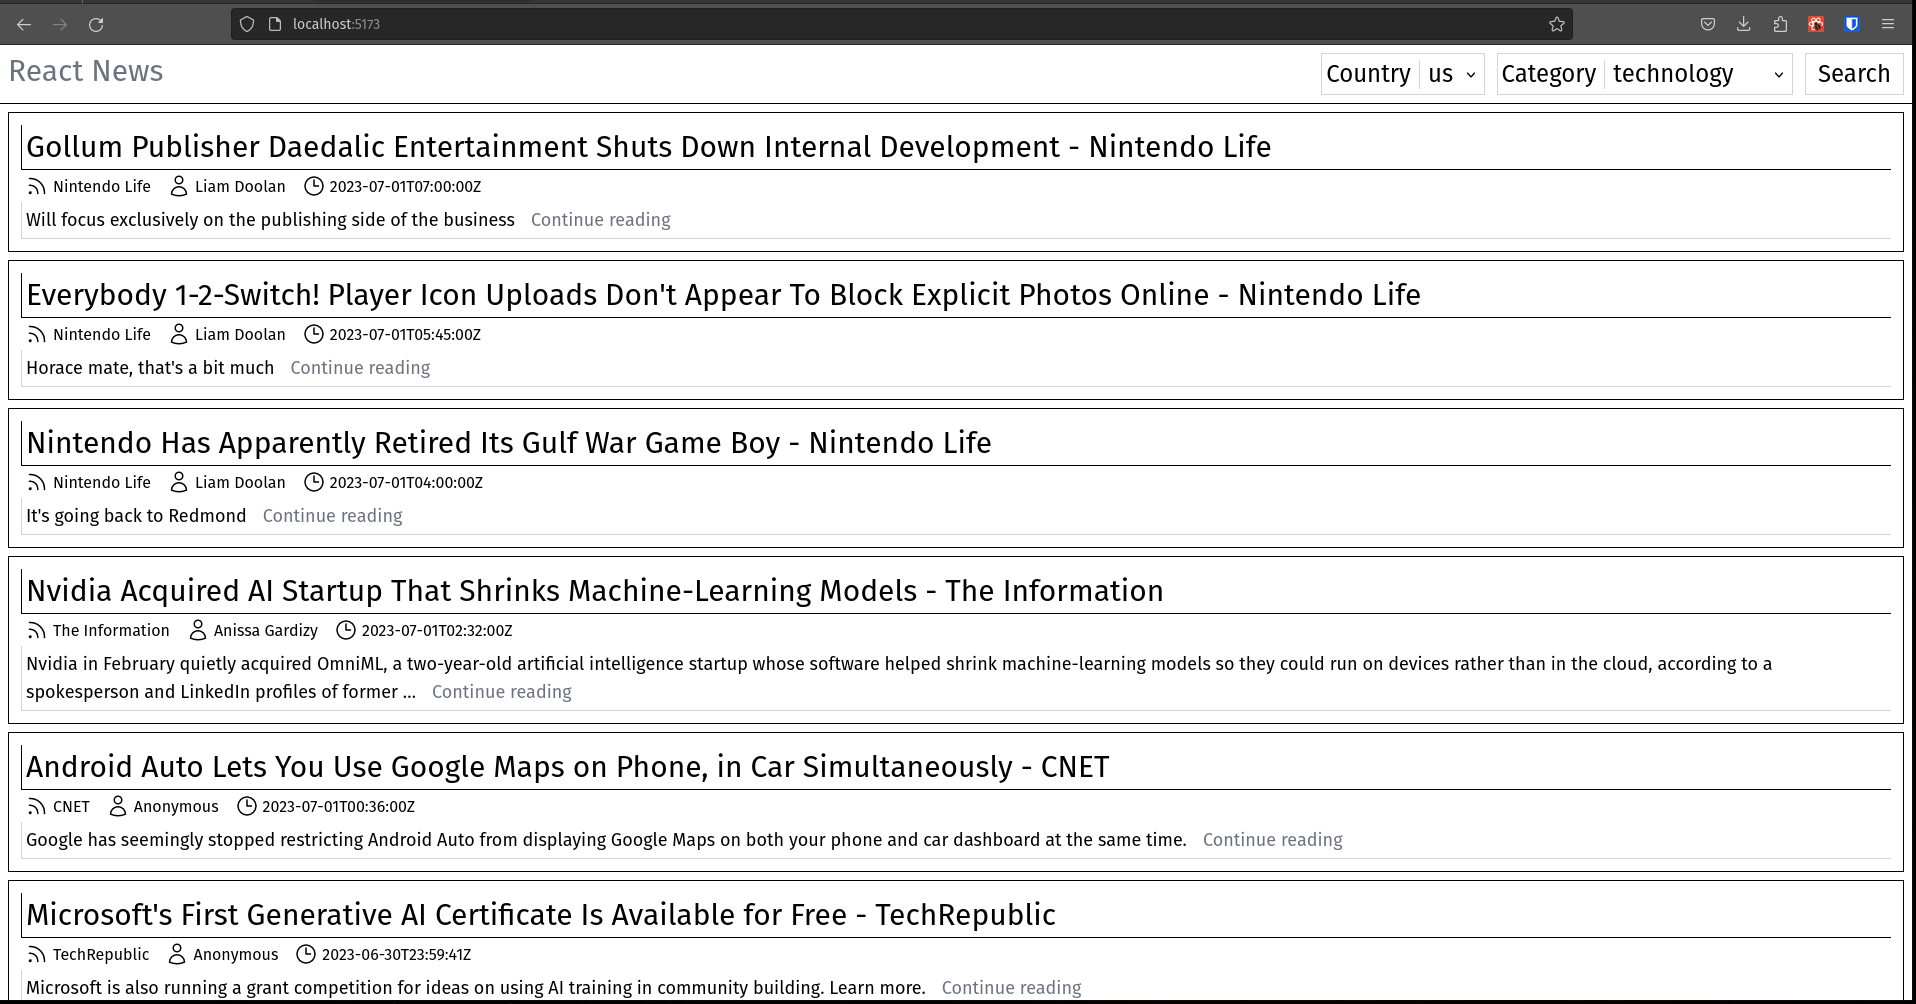 localhost:5173
React News
Country us Category technology Search
Gollum Publisher Daedalic Entertainment Shuts Down Internal Development - Nintendo Life
Nintendo Life Liam Doolan 2023-07-01T07:00:00Z
Will focus exclusively on the publishing side of the business Continue reading
Everybody 1-2-Switch! Player Icon Uploads Don't Appear To Block Explicit Photos Online - Nintendo Life
Nintendo Life Liam Doolan 2023-07-01T05:45:00Z
Horace mate, that's a bit much Continue reading
Nintendo Has Apparently Retired Its Gulf War Game Boy - Nintendo Life
Nintendo Life Liam Doolan 2023-07-01T04:00:00Z
It's going back to Redmond Continue reading
Nvidia Acquired AI Startup That Shrinks Machine-Learning Models - The Information
The Information Anissa Gardizy 2023-07-01T02:32:00Z
Nvidia in February quietly acquired OmniML, a two-year-old artificial intelligence startup whose software helped shrink machine-learning models so they could run on devices rather than in the cloud, according to a
spokesperson and LinkedIn profiles of former ... Continue reading
Android Auto Lets You Use Google Maps on Phone, in Car Simultaneously - CNET
CNET Anonymous 2023-07-01T00:36:00Z
Google has seemingly stopped restricting Android Auto from displaying Google Maps on both your phone and car dashboard at the same time. Continue reading
Microsoft's First Generative AI Certificate Is Available for Free - TechRepublic
TechRepublic Anonymous 2023-06-30T23:59:41Z
Microsoft is also running a grant competition for ideas on using AI training in community building. Learn more. Continue reading